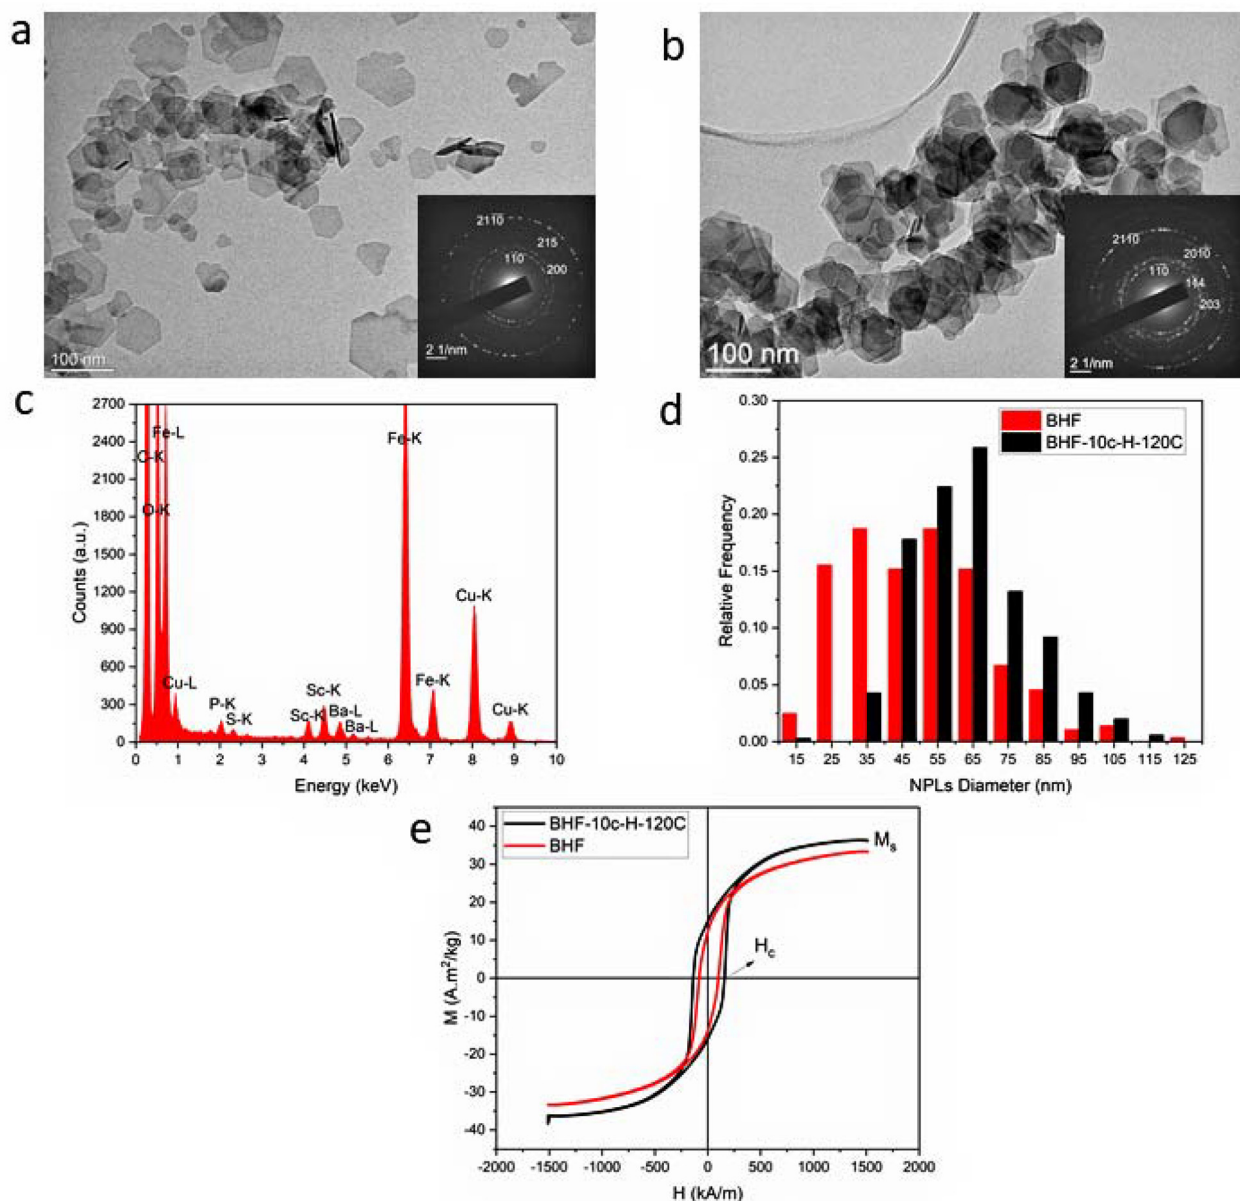 a
2110
215
110
200
100 nm
2 1/nm
b
2110
2010
110
114
203
100 nm
2 1/nm
c
2700
2400
2100
1800
1500
1200
900
600
300
0
Counts (a.u.)
Fe-L
C-K
O-K
Cu-L
P-K
S-K
Sc-K
Sc-K
Ba-L
Ba-L
Fe-K
Fe-K
Cu-K
Cu-K
0 1 2 3 4 5 6 7 8 9 10
Energy (keV)
d
0.30
0.25
0.20
0.15
0.10
0.05
0.00
Relative Frequency
BHF
BHF-10c-H-120C
15 25 35 45 55 65 75 85 95 105 115 125
NPLs Diameter (nm)
e
40
30
20
10
0
-10
-20
-30
-40
M (A.m²/kg)
BHF-10c-H-120C
BHF
Ms
Hc
-2000 -1500 -1000 -500 0 500 1000 1500 2000
H (kA/m)